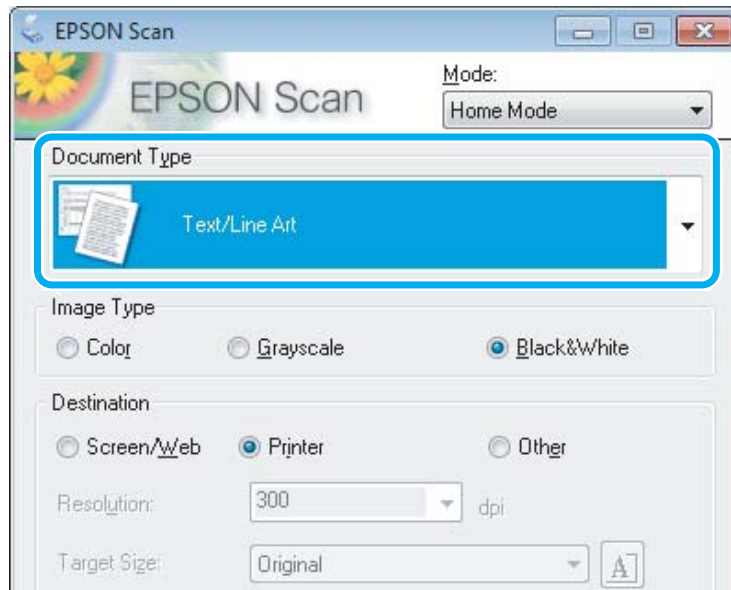 EPSON Scan
EPSON Scan
Mode:
Home Mode
Document Type
Text/Line Art
Image Type
Color
Grayscale
Black&White
Destination
Screen/Web
Printer
Other
Resolution:
300
dpi
Target Size:
Original
A